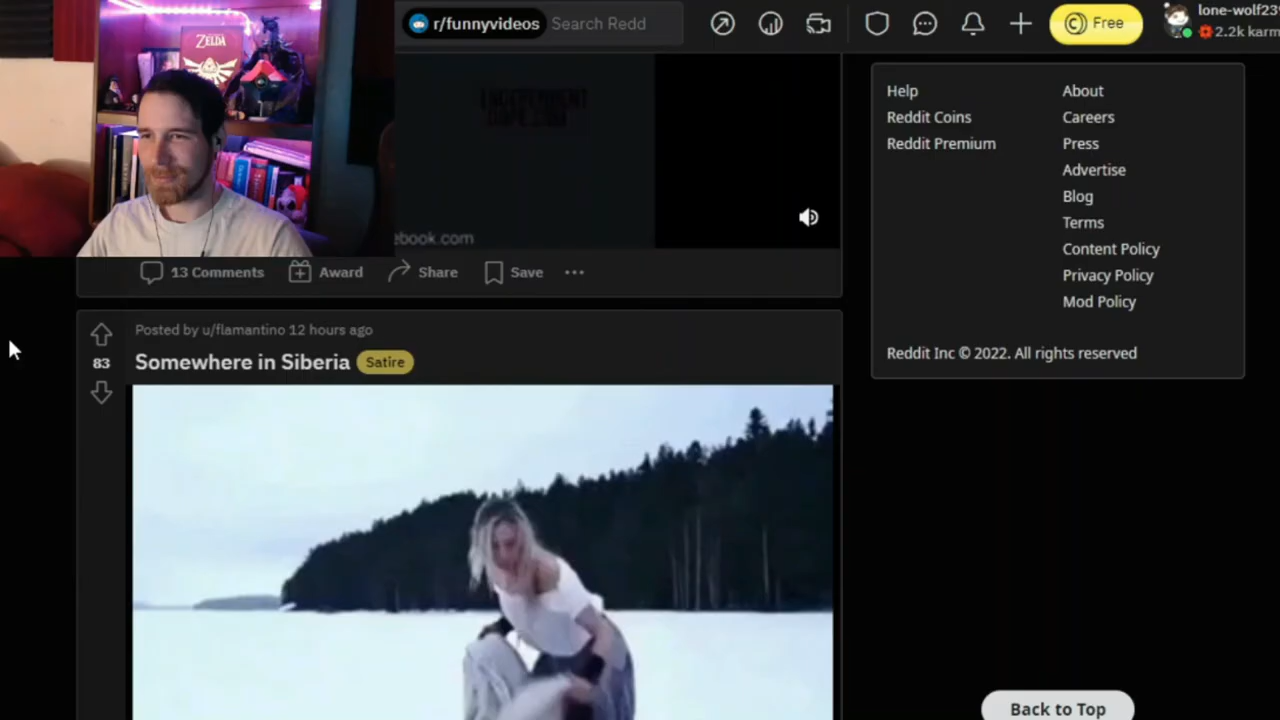 ZELDA
r/funnyvideos Search Redd
Free
lone-wolf239
2.2k karm
ebook.com
13 Comments Award Share Save
Posted by u/flamantino 12 hours ago
83
Somewhere in Siberia Satire
Help
Reddit Coins
Reddit Premium
About
Careers
Press
Advertise
Blog
Terms
Content Policy
Privacy Policy
Mod Policy
Reddit Inc © 2022. All rights reserved
Back to Top